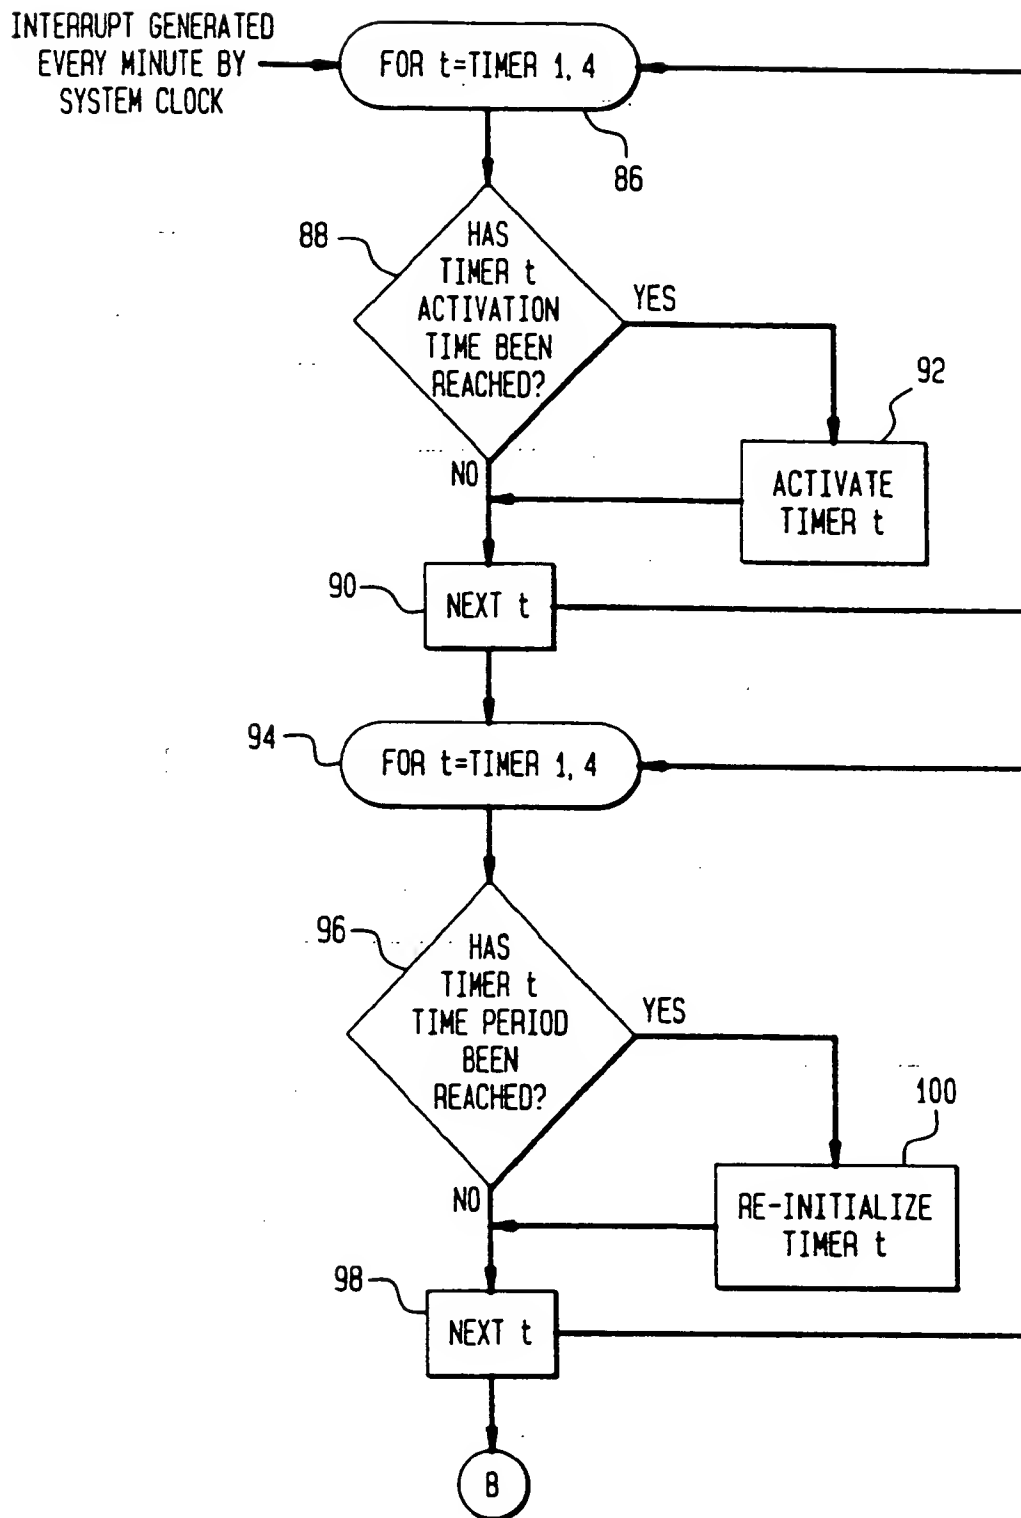 INTERRUPT GENERATED
EVERY MINUTE BY
SYSTEM CLOCK
FOR t=TIMER 1, 4
86
88
HAS
TIMER t
ACTIVATION
TIME BEEN
REACHED?
YES
92
ACTIVATE
TIMER t
NO
90
NEXT t
94
FOR t=TIMER 1, 4
96
HAS
TIMER t
TIME PERIOD
BEEN
REACHED?
YES
100
RE-INITIALIZE
TIMER t
NO
98
NEXT t
B